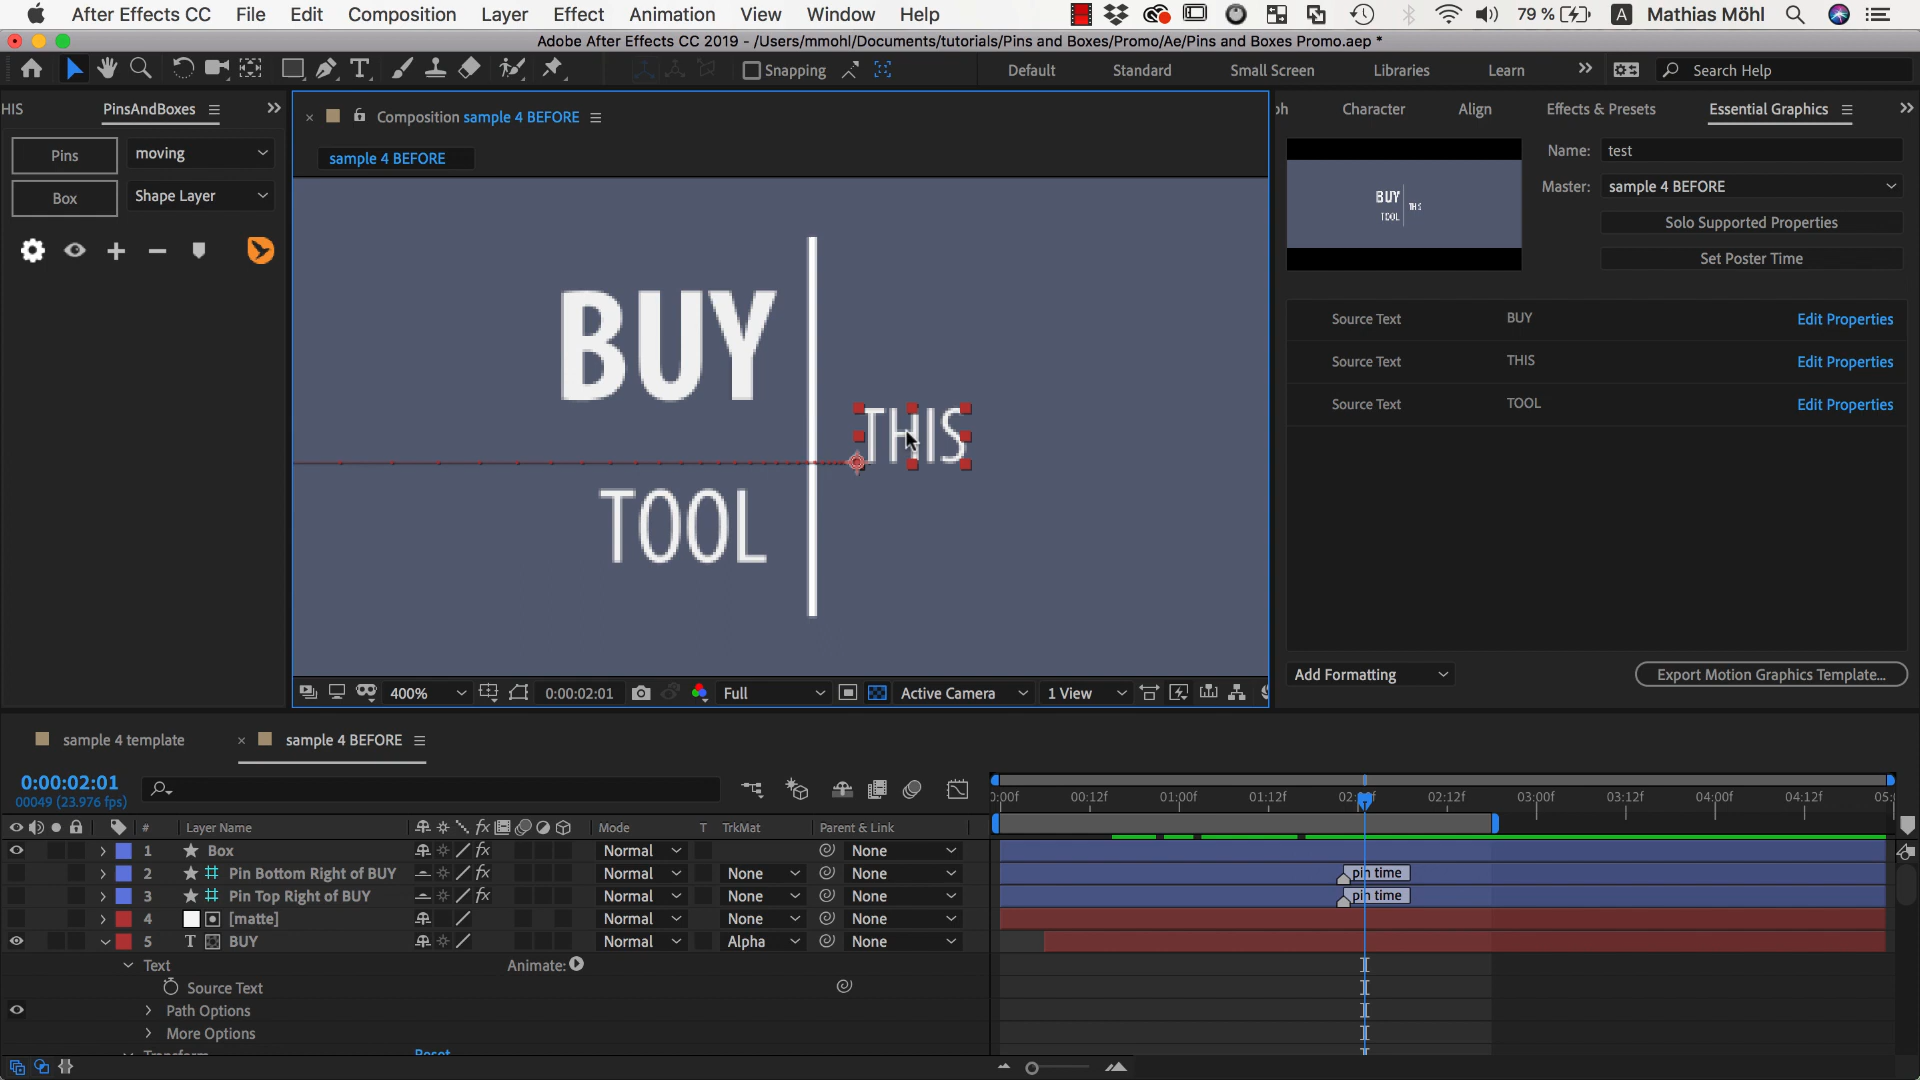 After Effects CC File Edit Composition Layer Effect Animation View Window Help 79 % A Mathias Möhl
Adobe After Effects CC 2019 - /Users/mmohl/Documents/tutorials/Pins and Boxes/Promo/Ae/Pins and Boxes Promo.aep *
Snapping Default Standard Small Screen Libraries Learn Search Help
HIS PinsAndBoxes
Pins moving
Box Shape Layer
Composition sample 4 BEFORE
sample 4 BEFORE
BUY
THIS
TOOL
400% 0:00:02:01 Full Active Camera 1 View
ph Character Align Effects & Presets Essential Graphics
BUY
THIS
TOOL
Name: test
Master: sample 4 BEFORE
Solo Supported Properties
Set Poster Time
Source Text BUY Edit Properties
Source Text THIS Edit Properties
Source Text TOOL Edit Properties
Add Formatting Export Motion Graphics Template...
sample 4 template sample 4 BEFORE
0:00:02:01
00049 (23.976 fps)
0:00f 00:12f 01:00f 01:12f 02:12f 03:00f 03:12f 04:00f 04:12f 05:
# Layer Name Mode T TrkMat Parent & Link
1 Box Normal None
2 Pin Bottom Right of BUY Normal None None pin time
3 Pin Top Right of BUY Normal None None pin time
4 [matte] Normal None None
5 T BUY Normal Alpha None
Text Animate:
Source Text
Path Options
More Options